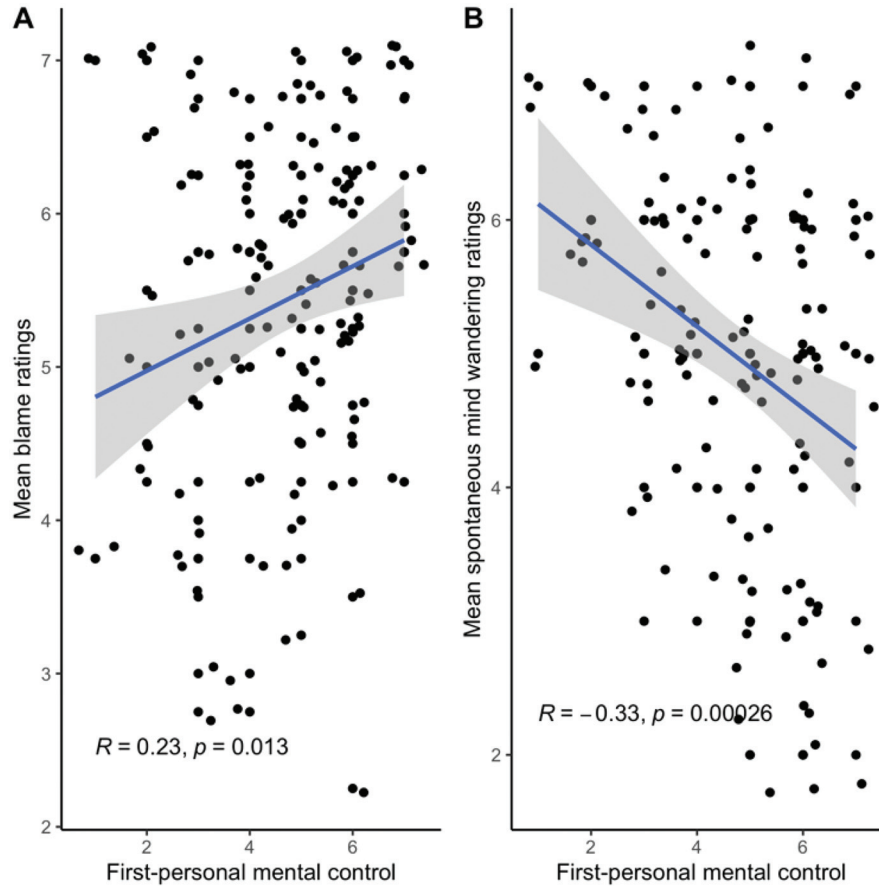 A
Mean blame ratings
7
6
5
4
3
2
R = 0.23, p = 0.013
2 4 6
First-personal mental control
B
Mean spontaneous mind wandering ratings
6
4
2
R = −0.33, p = 0.00026
2 4 6
First-personal mental control